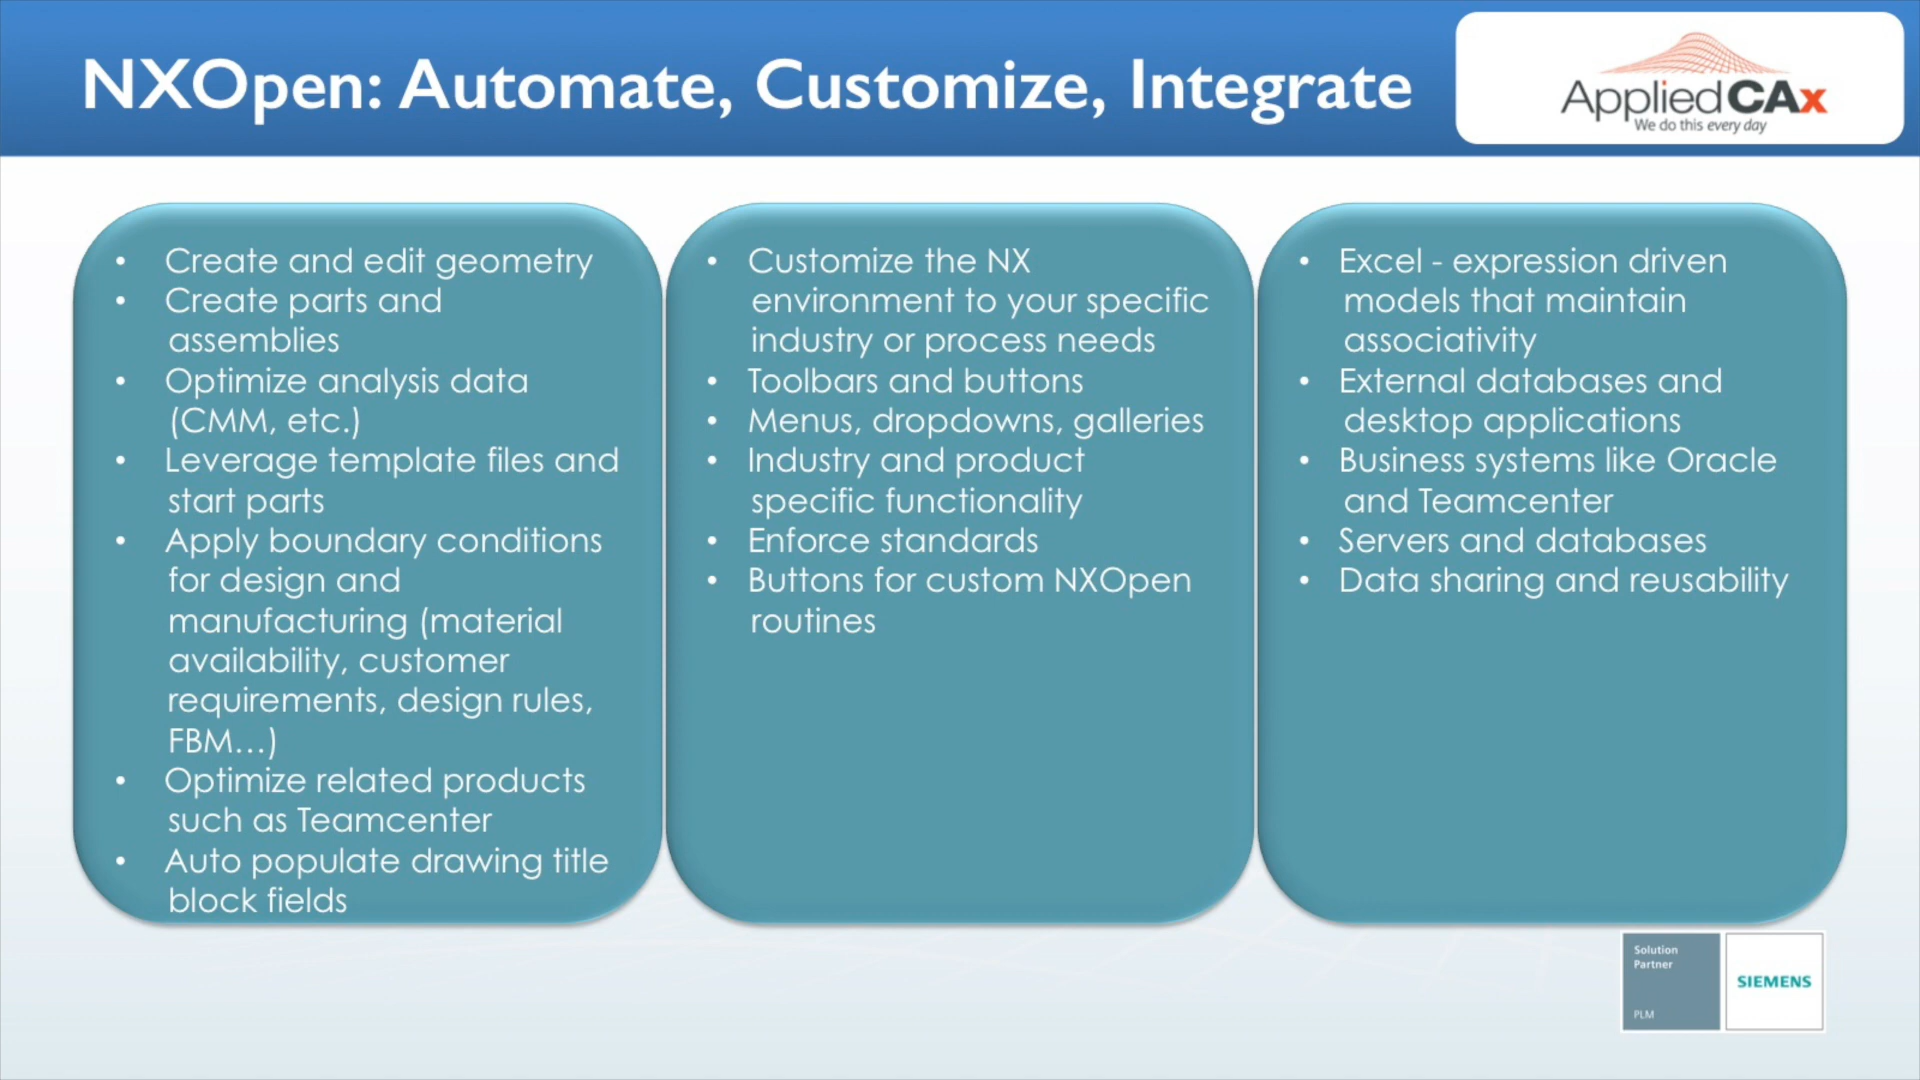 NXOpen: Automate, Customize, Integrate
AppliedCAx
We do this every day
• Create and edit geometry
• Create parts and
assemblies
• Optimize analysis data
(CMM, etc.)
• Leverage template files and
start parts
• Apply boundary conditions
for design and
manufacturing (material
availability, customer
requirements, design rules,
FBM...)
• Optimize related products
such as Teamcenter
• Auto populate drawing title
block fields
• Customize the NX
environment to your specific
industry or process needs
• Toolbars and buttons
• Menus, dropdowns, galleries
• Industry and product
specific functionality
• Enforce standards
• Buttons for custom NXOpen
routines
• Excel - expression driven
models that maintain
associativity
• External databases and
desktop applications
• Business systems like Oracle
and Teamcenter
• Servers and databases
• Data sharing and reusability
Solution
Partner
PLM
SIEMENS